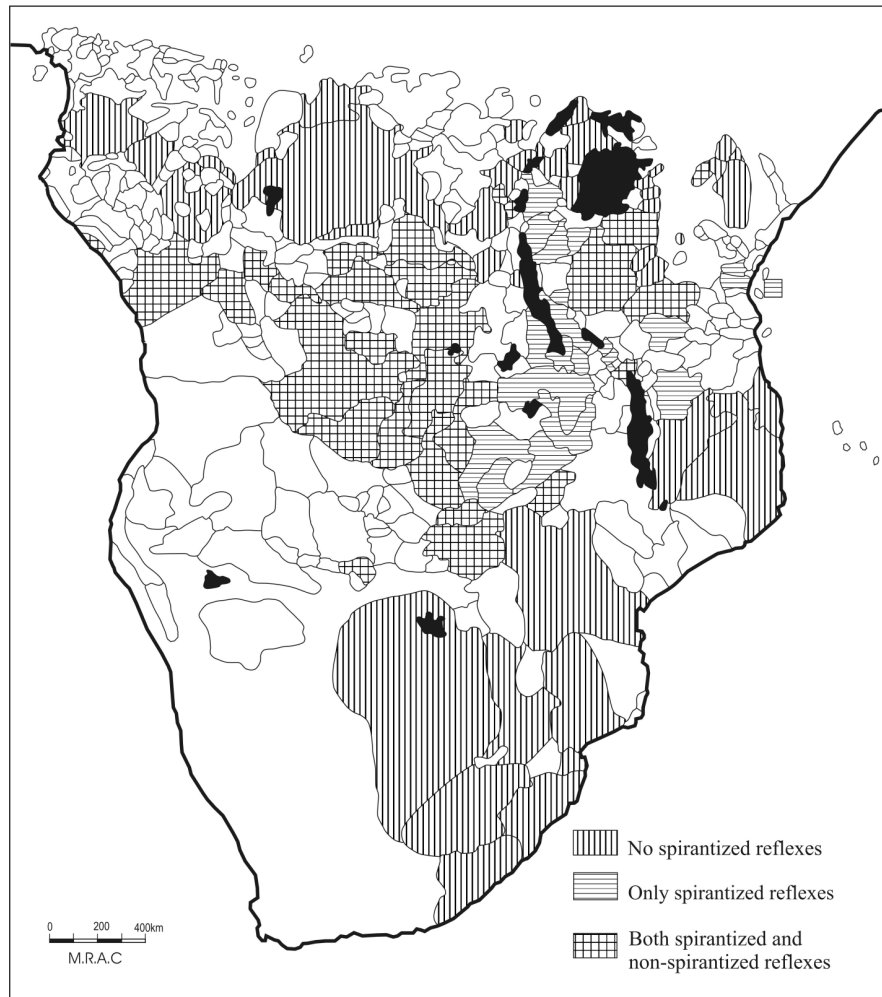 No spirantized reflexes
Only spirantized reflexes
Both spirantized and
non-spirantized reflexes
0 200 400km
M.R.A.C